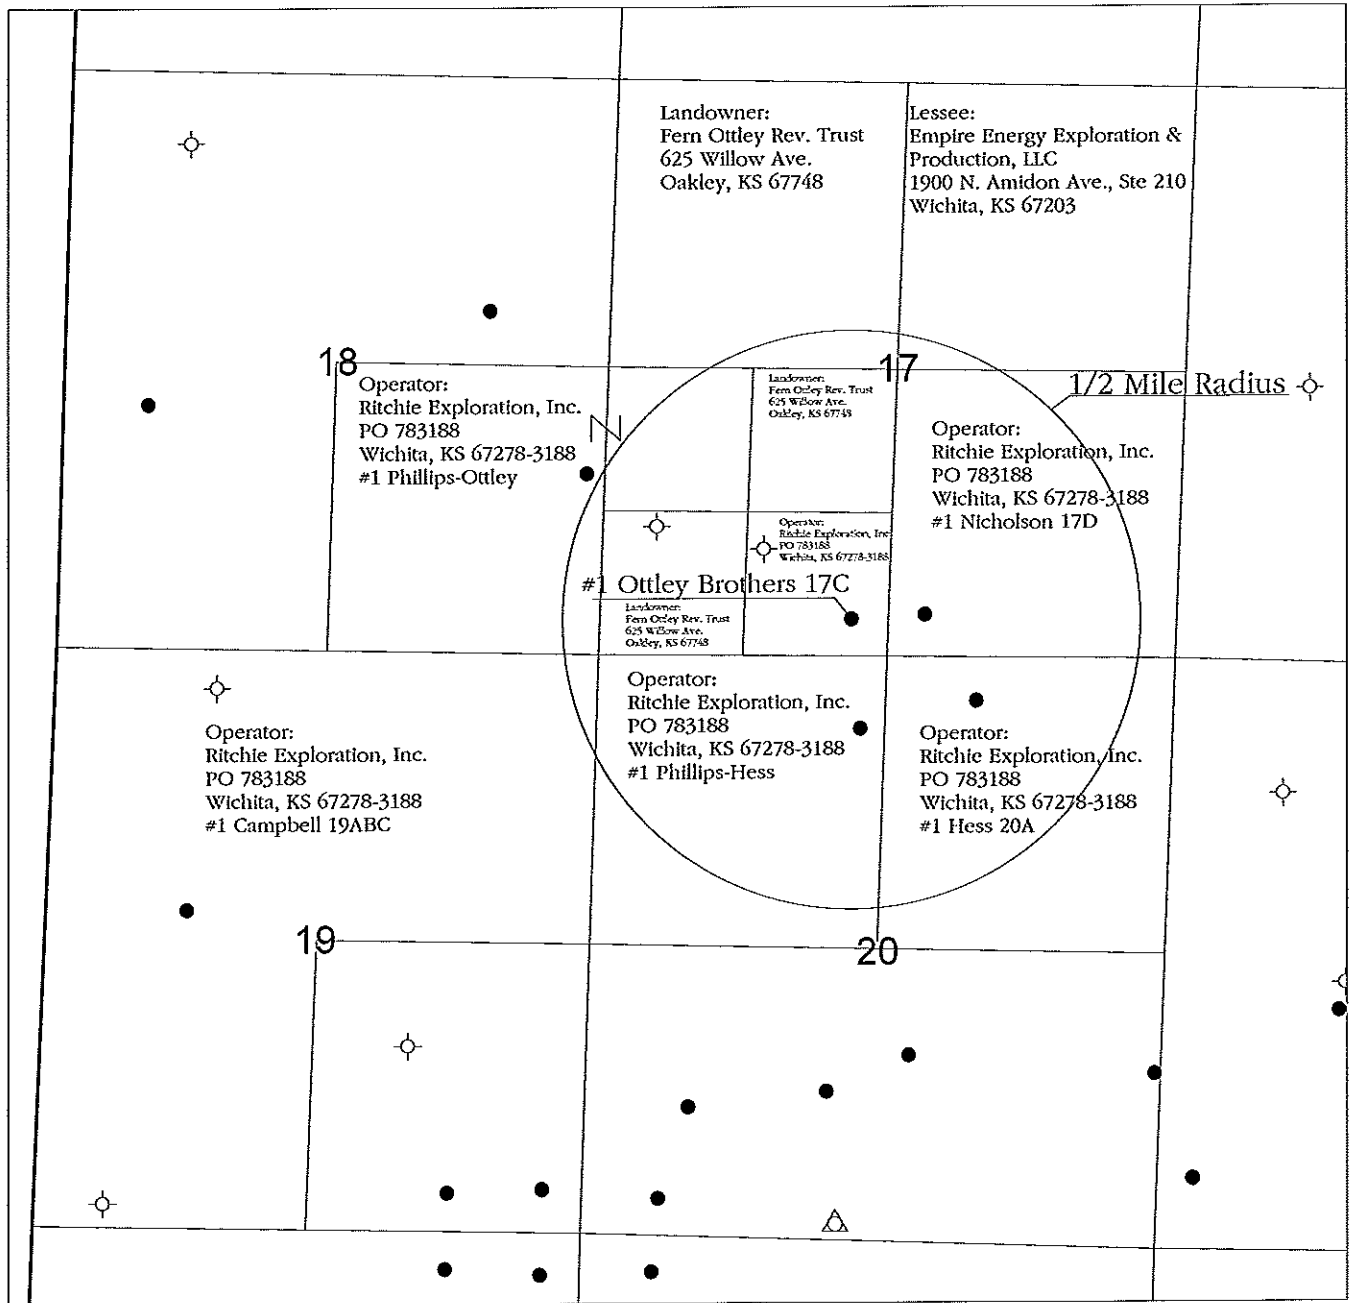 Landowner:
Fern Ottley Rev. Trust
625 Willow Ave.
Oakley, KS 67748
Lessee:
Empire Energy Exploration &
Production, LLC
1900 N. Amidon Ave., Ste 210
Wichita, KS 67203
18
17
1/2 Mile Radius
Operator:
Ritchie Exploration, Inc.
PO 783188
Wichita, KS 67278-3188
#1 Phillips-Ottley
Z
Landowner:
Fern Ottley Rev. Trust
625 Willow Ave.
Oakley, KS 67748
Operator:
Ritchie Exploration, Inc.
PO 783188
Wichita, KS 67278-3188
#1 Nicholson 17D
Operator:
Ritchie Exploration, Inc
PO 783188
Wichita, KS 67278-3188
#1 Ottley Brothers 17C
Landowner:
Fern Ottley Rev. Trust
625 Willow Ave.
Oakley, KS 67748
Operator:
Ritchie Exploration, Inc.
PO 783188
Wichita, KS 67278-3188
#1 Phillips-Hess
Operator:
Ritchie Exploration, Inc.
PO 783188
Wichita, KS 67278-3188
#1 Campbell 19ABC
Operator:
Ritchie Exploration, Inc.
PO 783188
Wichita, KS 67278-3188
#1 Hess 20A
19
20